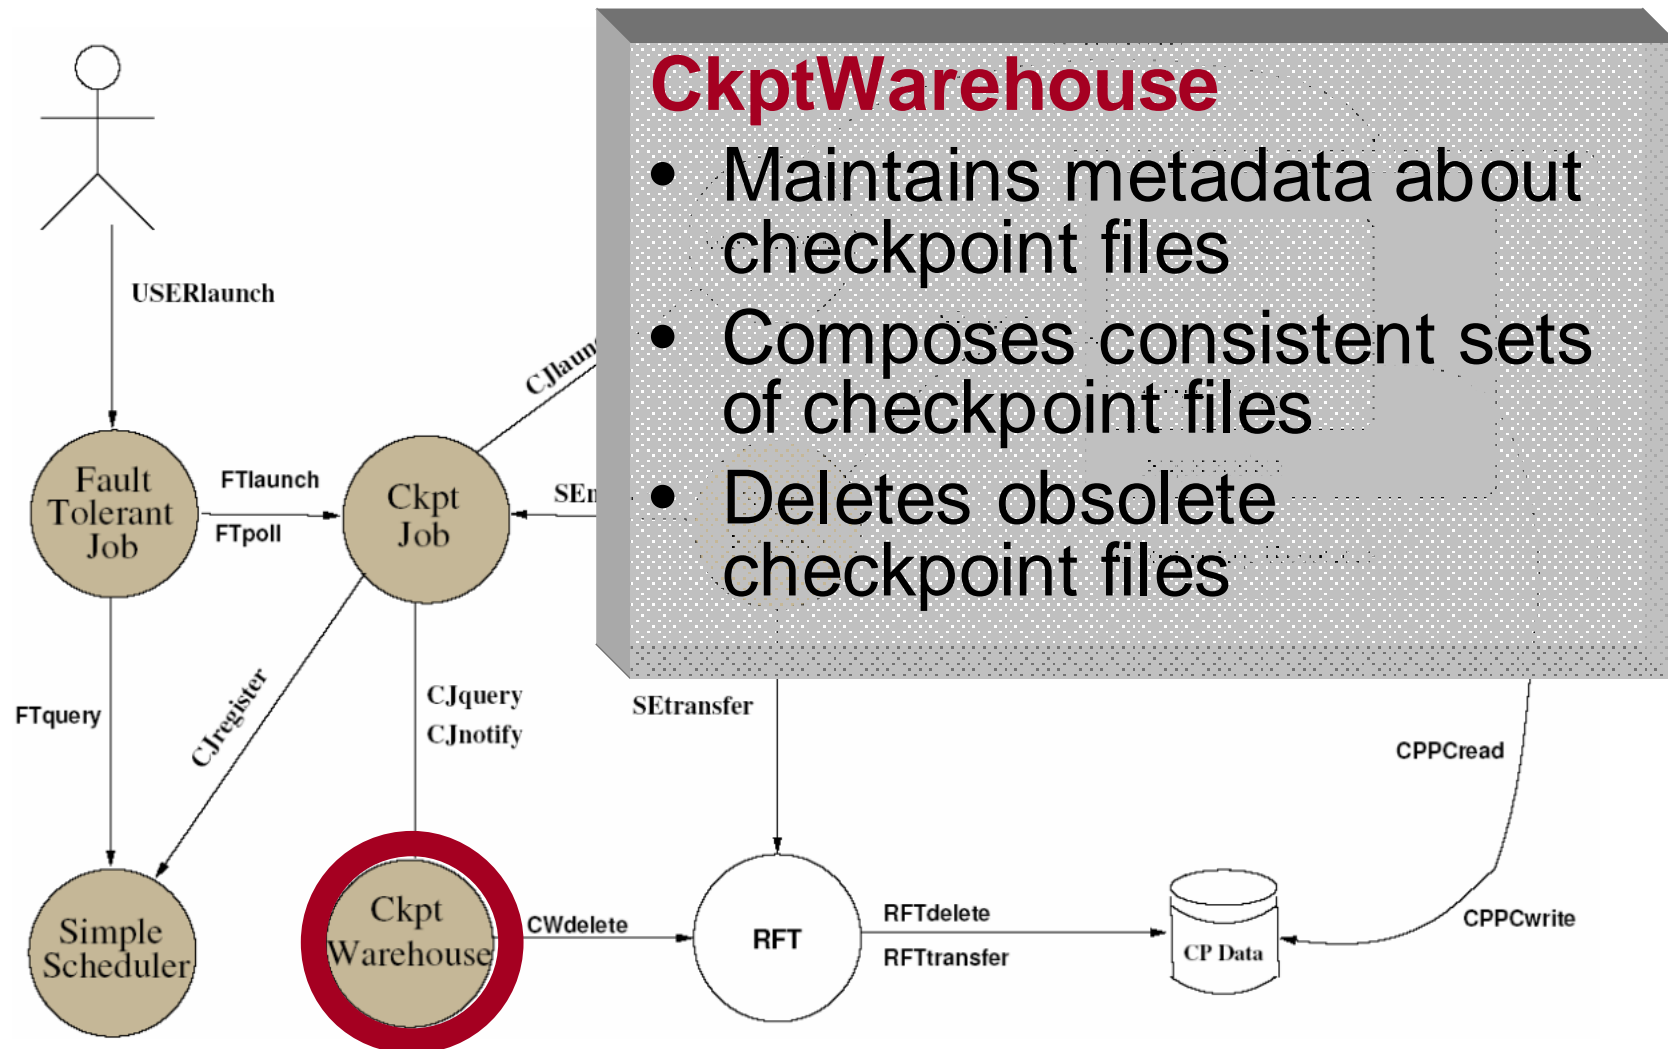 CkptWarehouse
• Maintains metadata about
checkpoint files
• Composes consistent sets
of checkpoint files
• Deletes obsolete
checkpoint files
USERlaunch
Fault
Tolerant
Job
FTlaunch
FTpoll
Ckpt
Job
FTquery
CJregister
CJquery
CJnotify
SEtransfer
CPPCread
Simple
Scheduler
Ckpt
Warehouse
CWdelete
RFT
RFTdelete
RFTtransfer
CP Data
CPPCwrite